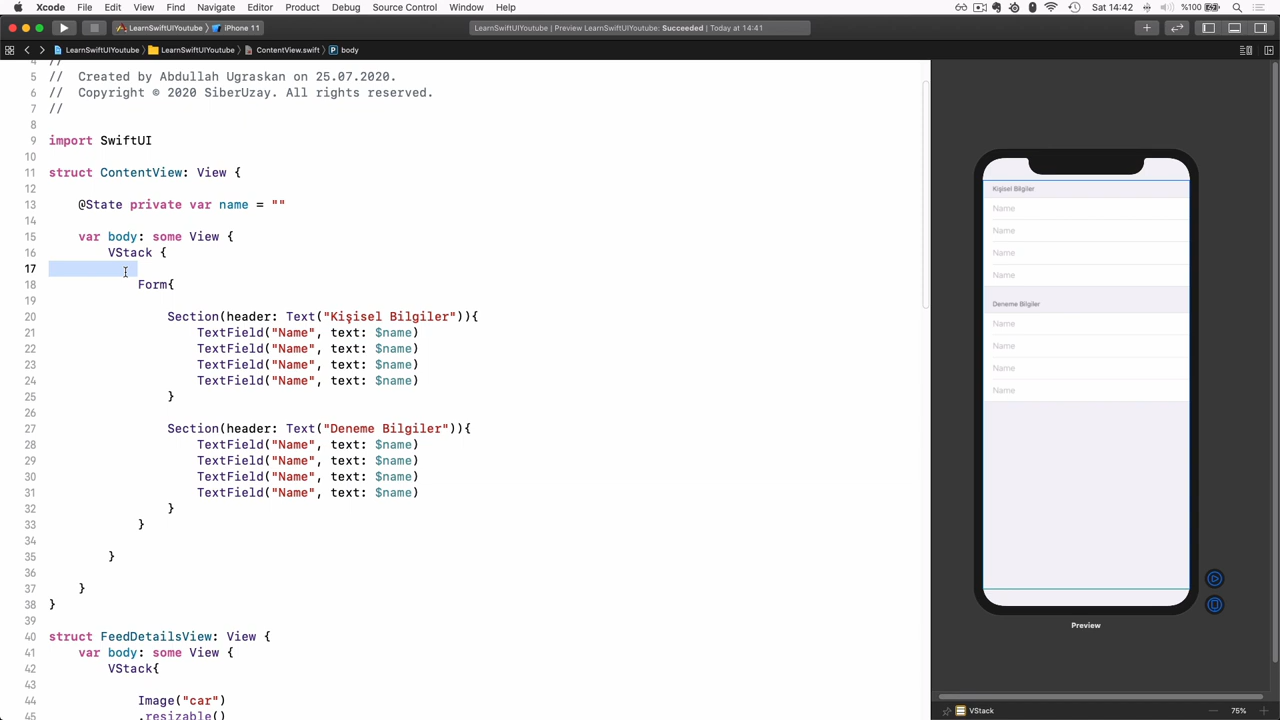 Xcode File Edit View Find Navigate Editor Product Debug Source Control Window Help Sat 14:42 %100
LearnSwiftUIYoutube iPhone 11 LearnSwiftUIYoutube | Preview LearnSwiftUIYoutube: Succeeded | Today at 14:41
LearnSwiftUIYoutube LearnSwiftUIYoutube ContentView.swift P body
4 //
5 //  Created by Abdullah Ugraskan on 25.07.2020.
6 //  Copyright © 2020 SiberUzay. All rights reserved.
7 //
8
9 import SwiftUI
10
11 struct ContentView: View {
12
13 @State private var name = ""
14
15 var body: some View {
16 VStack {
17
18 Form{
19
20 Section(header: Text("Kişisel Bilgiler")){
21 TextField("Name", text: $name)
22 TextField("Name", text: $name)
23 TextField("Name", text: $name)
24 TextField("Name", text: $name)
25 }
26
27 Section(header: Text("Deneme Bilgiler")){
28 TextField("Name", text: $name)
29 TextField("Name", text: $name)
30 TextField("Name", text: $name)
31 TextField("Name", text: $name)
32 }
33 }
34
35 }
36
37 }
38 }
39
40 struct FeedDetailsView: View {
41 var body: some View {
42 VStack{
43
44 Image("car")
45 .resizable()
Kişisel Bilgiler
Name
Name
Name
Name
Deneme Bilgiler
Name
Name
Name
Name
Preview
VStack 75%